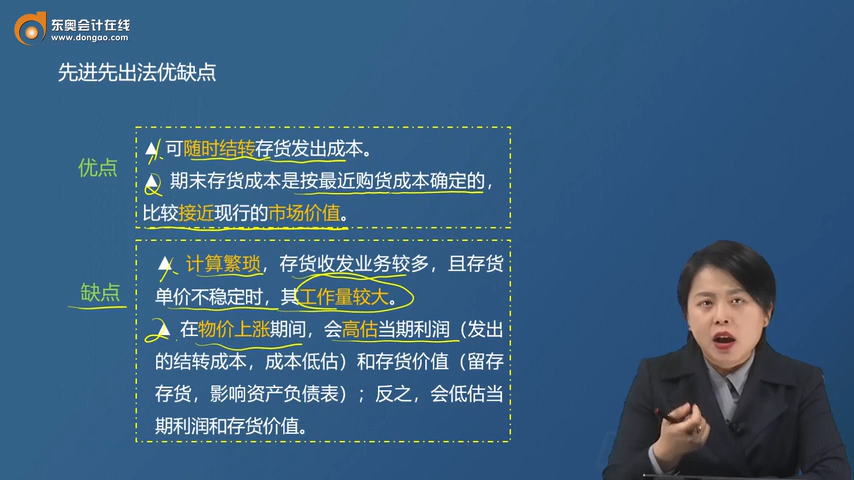 东奥会计在线
www.dongao.com
先进先出法优缺点
优点
▲ 可随时结转存货发出成本。
▲ 期末存货成本是按最近购货成本确定的，
比较接近现行的市场价值。
缺点
▲ 计算繁琐，存货收发业务较多，且存货
单价不稳定时，其工作量较大。
▲ 在物价上涨期间，会高估当期利润（发出
的结转成本，成本低估）和存货价值（留存
存货，影响资产负债表）；反之，会低估当
期利润和存货价值。